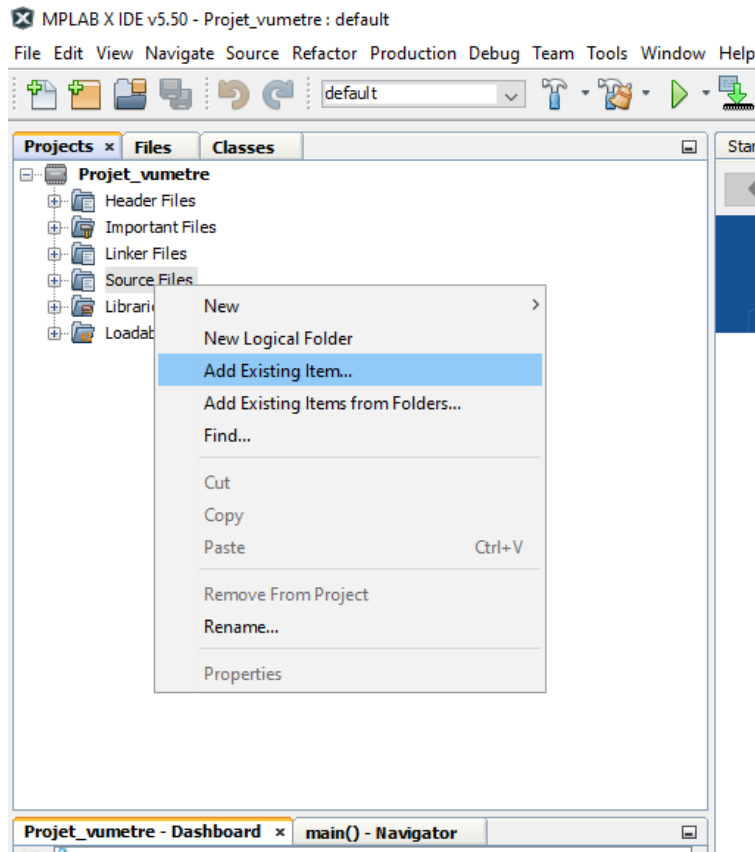 MPLAB X IDE v5.50 - Projet_vumetre : default
File Edit View Navigate Source Refactor Production Debug Team Tools Window Help
default
Projects × Files Classes
Projet_vumetre
Header Files
Important Files
Linker Files
Source Files
New
New Logical Folder
Add Existing Item...
Add Existing Items from Folders...
Find...
Cut
Copy
Paste Ctrl+V
Remove From Project
Rename...
Properties
Projet_vumetre - Dashboard × main() - Navigator